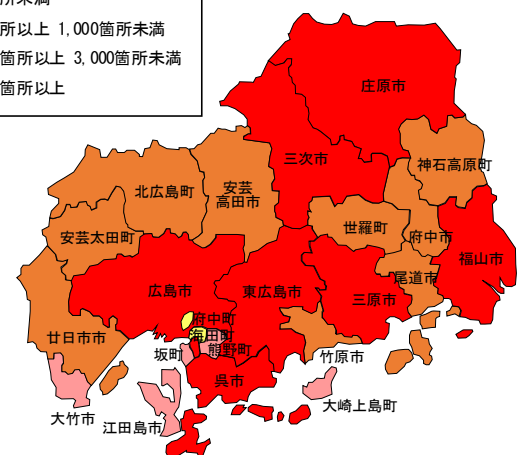 所未満
所以上 1,000箇所未満
箇所以上 3,000箇所未満
箇所以上
庄原市
三次市
神石高原町
北広島町
安芸
高田市
世羅町
安芸太田町
府中市
福山市
尾道市
広島市
東広島市
三原市
府中町
海田町
廿日市市
坂町
熊野町
竹原市
呉市
大竹市
江田島市
大崎上島町